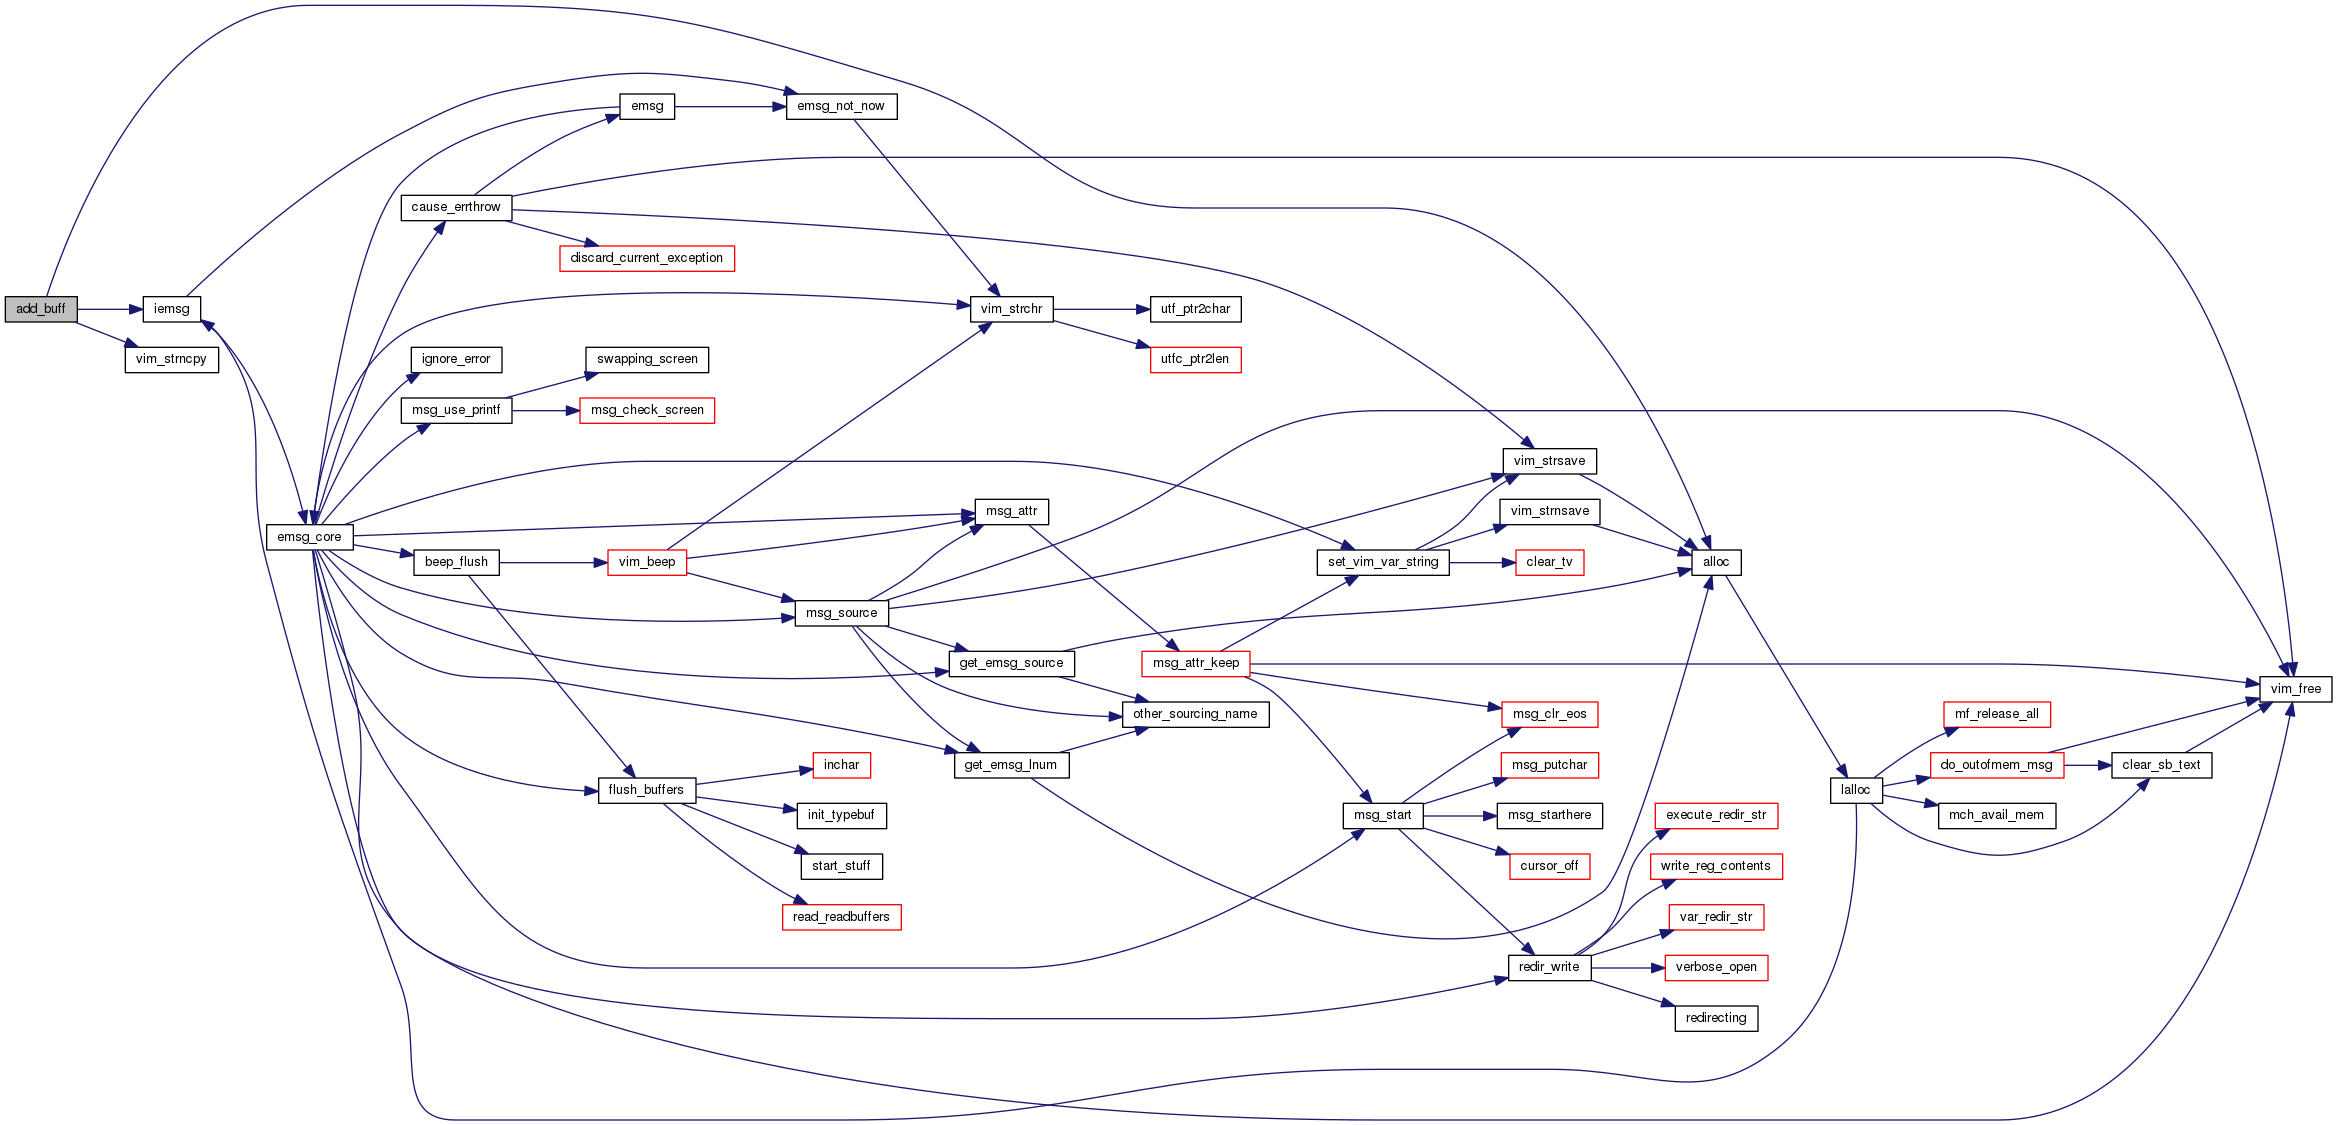 add_buff
iemsg
vim_strncpy
emsg_core
emsg
cause_errthrow
discard_current_exception
ignore_error
msg_use_printf
swapping_screen
msg_check_screen
beep_flush
vim_beep
flush_buffers
emsg_not_now
msg_source
inchar
init_typebuf
start_stuff
read_readbuffers
vim_strchr
msg_attr
get_emsg_source
get_emsg_lnum
utf_ptr2char
utfc_ptr2len
msg_attr_keep
other_sourcing_name
set_vim_var_string
msg_start
vim_strsave
vim_strnsave
clear_tv
msg_clr_eos
msg_putchar
msg_starthere
cursor_off
redir_write
alloc
execute_redir_str
write_reg_contents
var_redir_str
verbose_open
redirecting
lalloc
mf_release_all
do_outofmem_msg
mch_avail_mem
clear_sb_text
vim_free